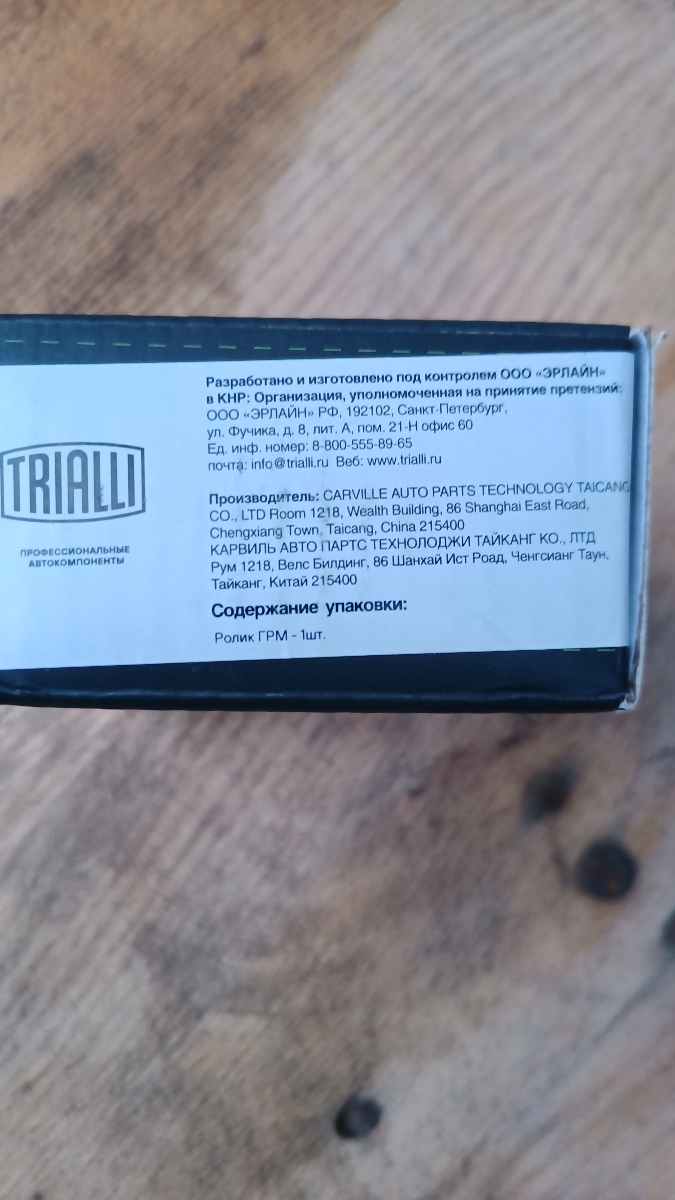 TRIALLI
ПРОФЕССИОНАЛЬНЫЕ
АВТОКОМПОНЕНТЫ
Разработано и изготовлено под контролем ООО «ЭРЛАЙН»
в КНР: Организация, уполномоченная на принятие претензий:
ООО «ЭРЛАЙН» РФ, 192102, Санкт-Петербург,
ул. Фучика, д. 8, лит. А, пом. 21-Н офис 60
Ед. инф. номер: 8-800-555-89-65
почта: info@trialli.ru Веб: www.trialli.ru
Производитель: CARVILLE AUTO PARTS TECHNOLOGY TAICANG
CO., LTD Room 1218, Wealth Building, 86 Shanghai East Road,
Chengxiang Town, Taicang, China 215400
КАРВИЛЬ АВТО ПАРТС ТЕХНОЛОДЖИ ТАЙКАНГ КО., ЛТД
Рум 1218, Велс Билдинг, 86 Шанхай Ист Роад, Ченгсианг Таун,
Тайканг, Китай 215400
Содержание упаковки:
Ролик ГРМ - 1шт.